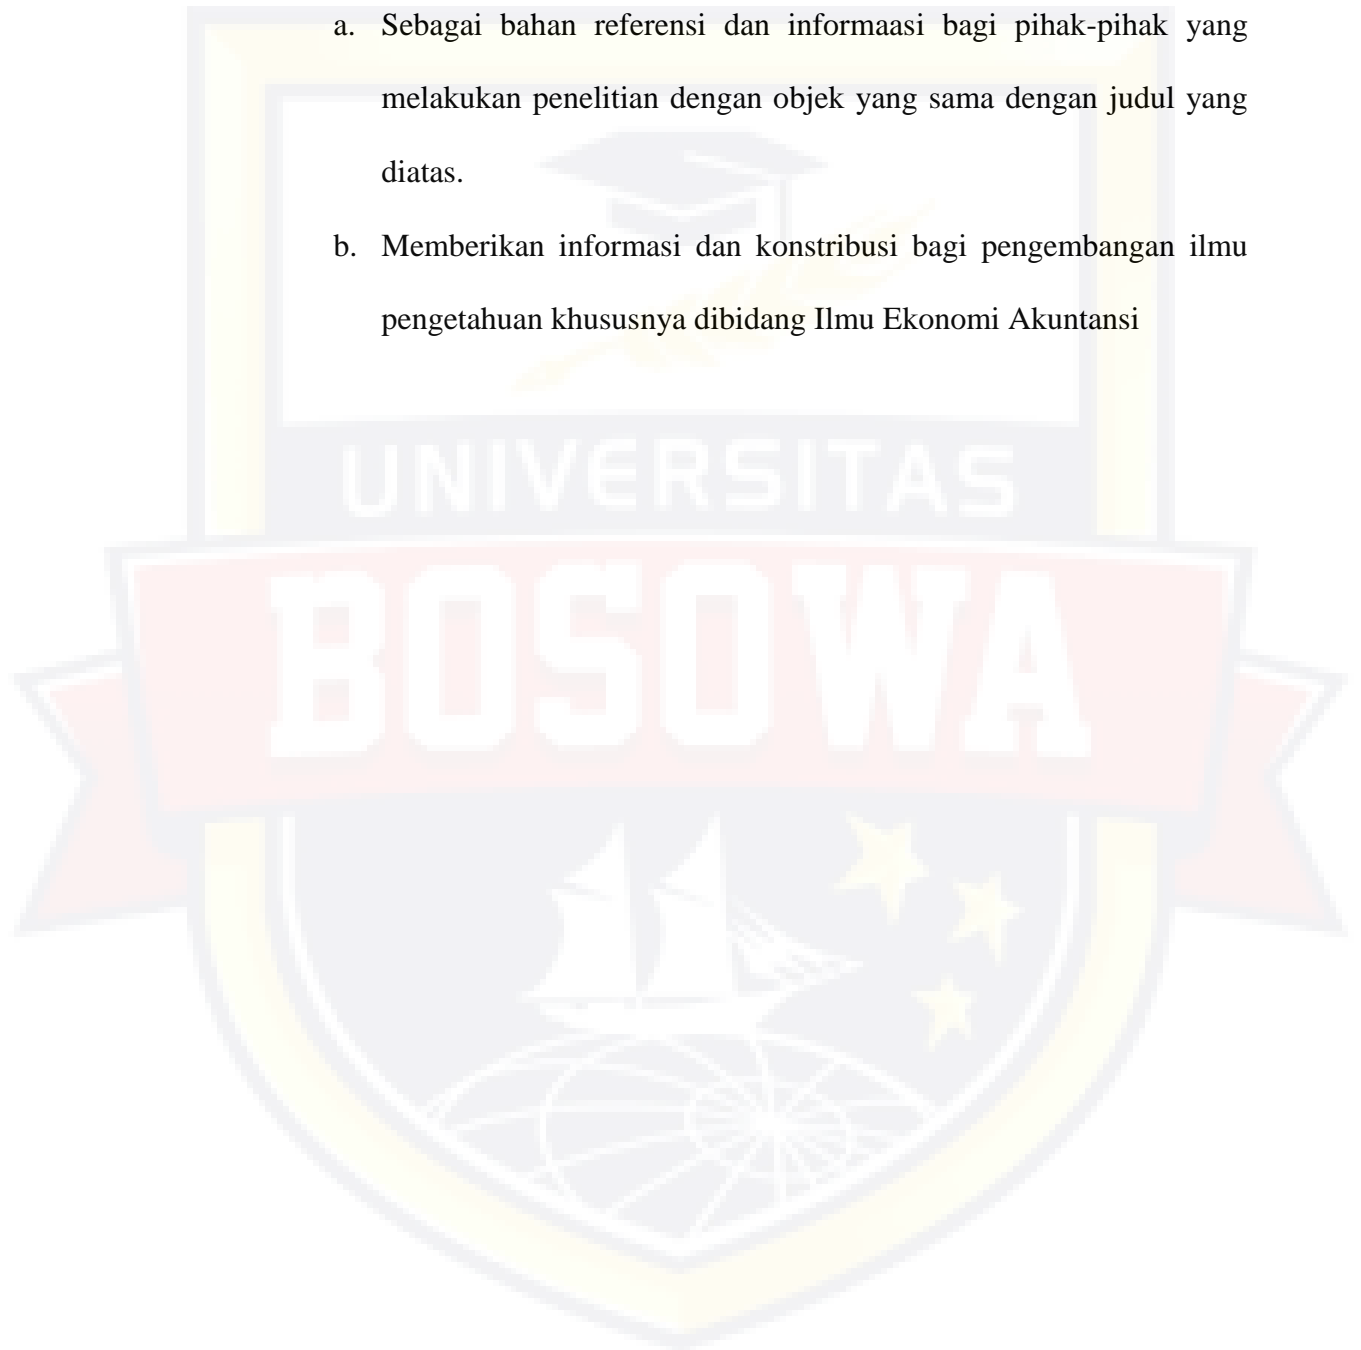 a. Sebagai bahan referensi dan informaasi bagi pihak-pihak yang
melakukan penelitian dengan objek yang sama dengan judul yang
diatas.
b. Memberikan informasi dan konstribusi bagi pengembangan ilmu
pengetahuan khususnya dibidang Ilmu Ekonomi Akuntansi
UNIVERSITAS
BOSOWA